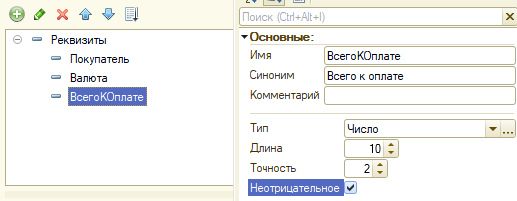 Поиск (Ctrl+Alt+I)
Реквизиты
Покупатель
Валюта
ВсегоКОплате
Основные:
Имя ВсегоКОплате
Синоним Всего к оплате
Комментарий
Тип Число
Длина 10
Точность 2
Неотрицательное